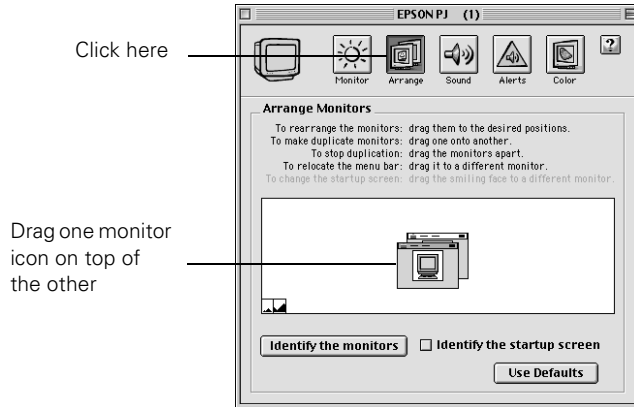 EPSON PJ (1)
Click here
Monitor
Arrange
Sound
Alerts
Color
?
Arrange Monitors
To rearrange the monitors: drag them to the desired positions.
To make duplicate monitors: drag one onto another.
To stop duplication: drag the monitors apart.
To relocate the menu bar: drag it to a different monitor.
To change the startup screen: drag the smiling face to a different monitor.
Drag one monitor
icon on top of
the other
Identify the monitors
Identify the startup screen
Use Defaults